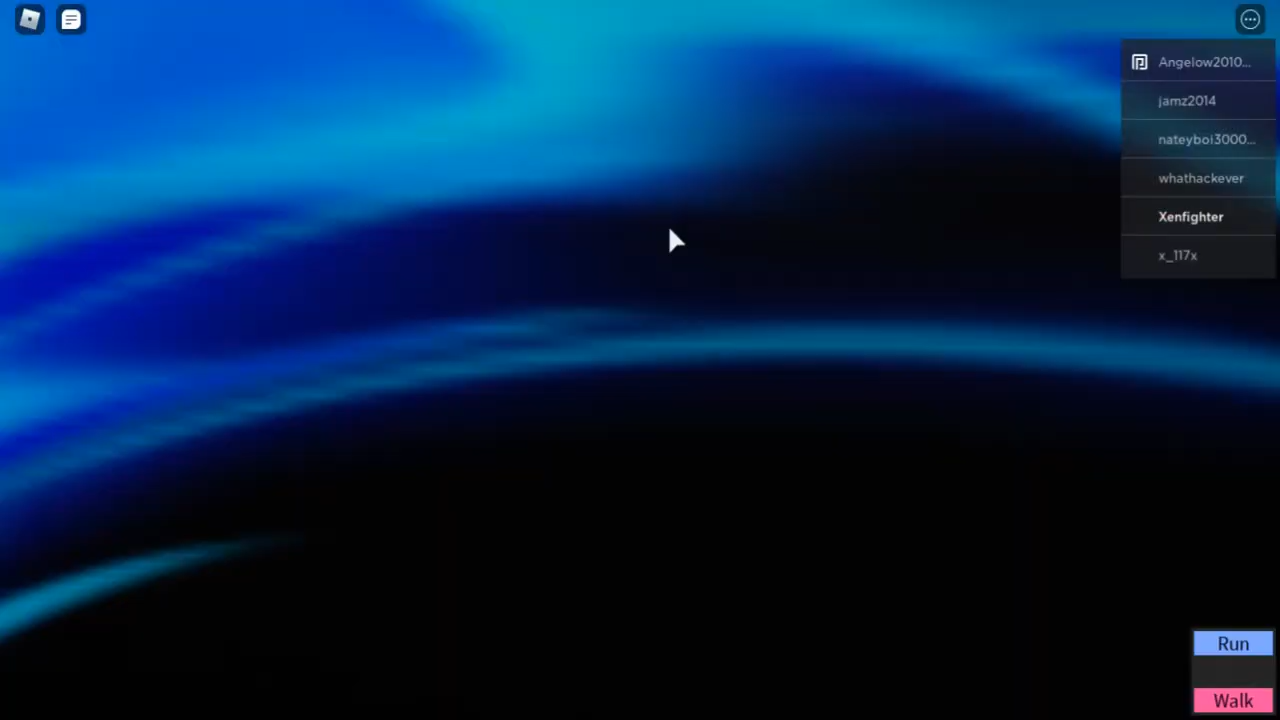 Angelow2010...
jamz2014
nateyboi3000...
whathackever
Xenfighter
x_117x
Run
Walk